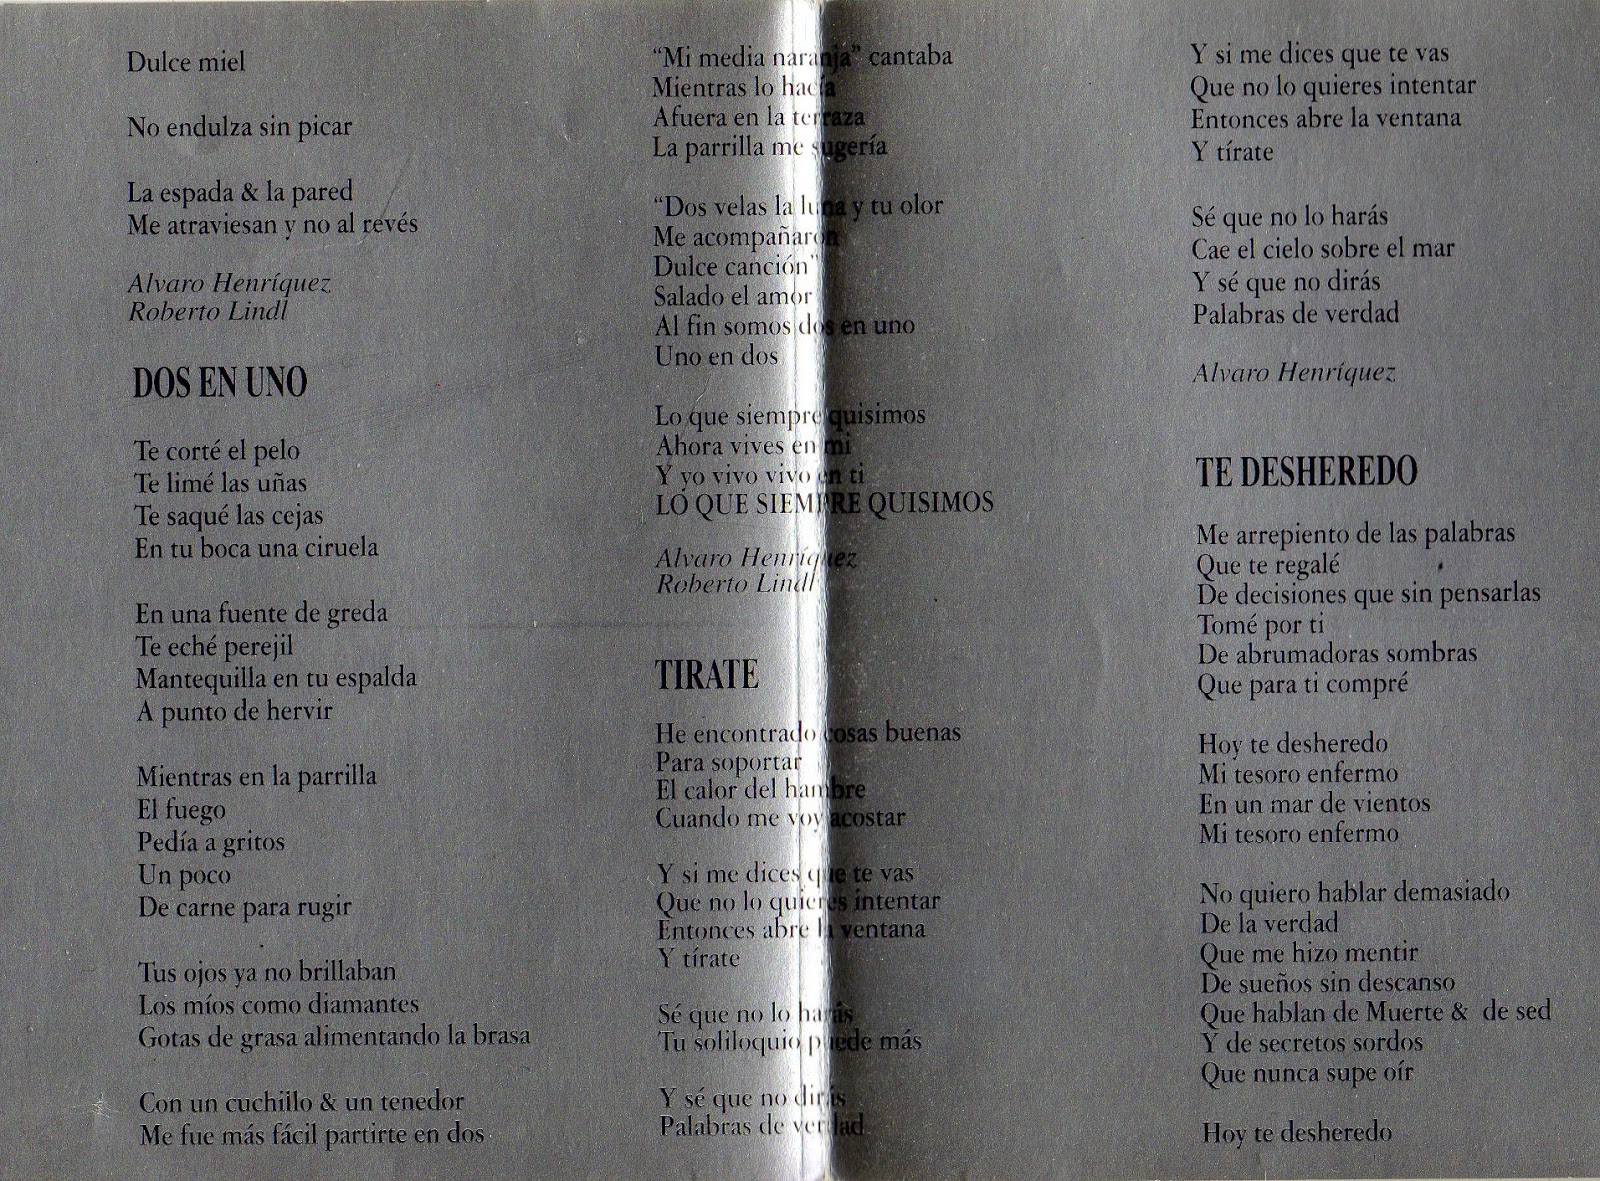 Dulce miel
No endulza sin picar
La espada & la pared
Me atraviesan y no al revés
Alvaro Henríquez
Roberto Lindl
DOS EN UNO
Te corté el pelo
Te limé las uñas
Te saqué las cejas
En tu boca una ciruela
En una fuente de greda
Te eché perejil
Mantequilla en tu espalda
A punto de hervir
Mientras en la parrilla
El fuego
Pedía a gritos
Un poco
De carne para rugir
Tus ojos ya no brillaban
Los míos como diamantes
Gotas de grasa alimentando la brasa
Con un cuchillo & un tenedor
Me fue más fácil partirte en dos
“Mi media naranja” cantaba
Mientras lo hacía
Afuera en la terraza
La parrilla me sugería
“Dos velas la luna y tu olor
Me acompañaron
Dulce canción”
Salado el amor
Al fin somos dos en uno
Uno en dos
Lo que siempre quisimos
Ahora vives en mi
Y yo vivo vivo en ti
LO QUE SIEMPRE QUISIMOS
Alvaro Henríquez
Roberto Lindl
TIRATE
He encontrado cosas buenas
Para soportar
El calor del hambre
Cuando me voy acostar
Y si me dices que te vas
Que no lo quieres intentar
Entonces abre la ventana
Y tírate
Sé que no lo harás
Tu soliloquio puede más
Y sé que no dirás
Palabras de verdad
Y si me dices que te vas
Que no lo quieres intentar
Entonces abre la ventana
Y tírate
Sé que no lo harás
Cae el cielo sobre el mar
Y sé que no dirás
Palabras de verdad
Alvaro Henríquez
TE DESHEREDO
Me arrepiento de las palabras
Que te regalé
De decisiones que sin pensarlas
Tomé por ti
De abrumadoras sombras
Que para ti compré
Hoy te desheredo
Mi tesoro enfermo
En un mar de vientos
Mi tesoro enfermo
No quiero hablar demasiado
De la verdad
Que me hizo mentir
De sueños sin descanso
Que hablan de Muerte & de sed
Y de secretos sordos
Que nunca supe oír
Hoy te desheredo